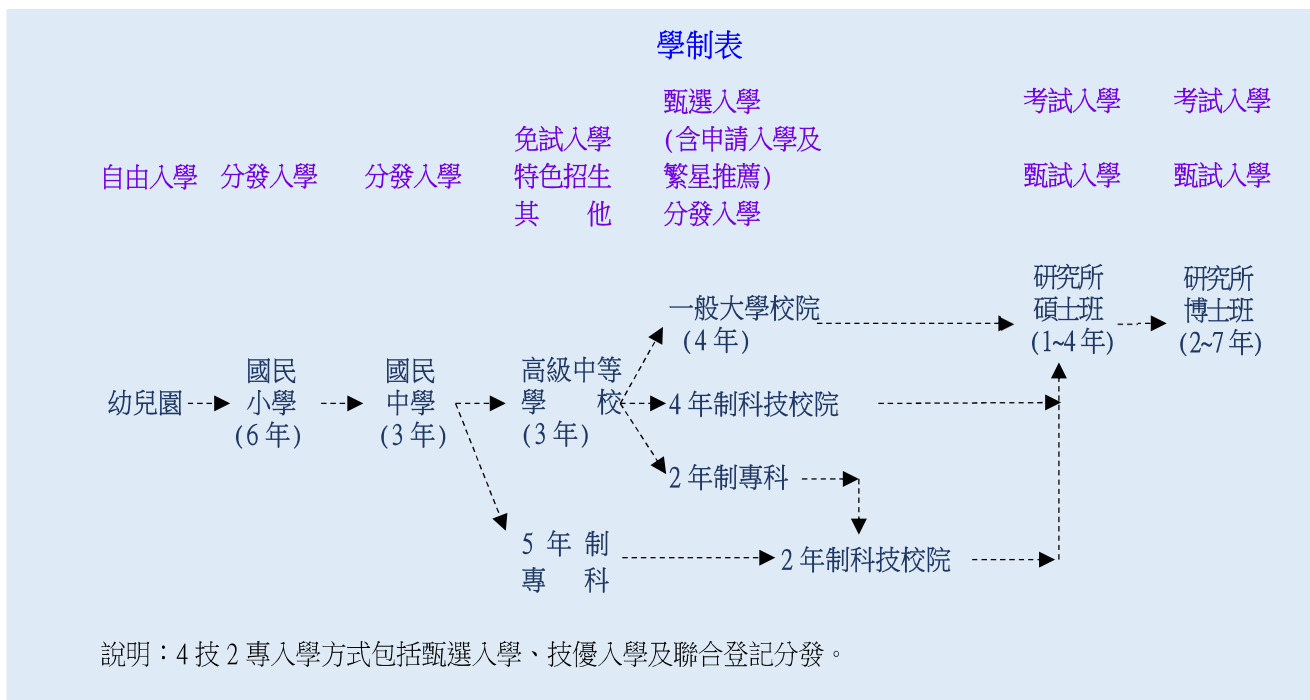 學制表
甄選入學
考試入學
考試入學
免試入學
(含申請入學及
自由入學
分發入學
分發入學
特色招生
繁星推薦)
甄試入學
甄試入學
其 他
分發入學
研究所
碩士班
(1~4 年)
研究所
博士班
(2~7 年)
一般大學校院
(4 年)
幼兒園
國民
小學
(6 年)
國民
中學
(3 年)
高級中等
學 校
(3 年)
4 年制科技校院
2 年制專科
5 年 制
專 科
2 年制科技校院
說明：4 技 2 專入學方式包括甄選入學、技優入學及聯合登記分發。